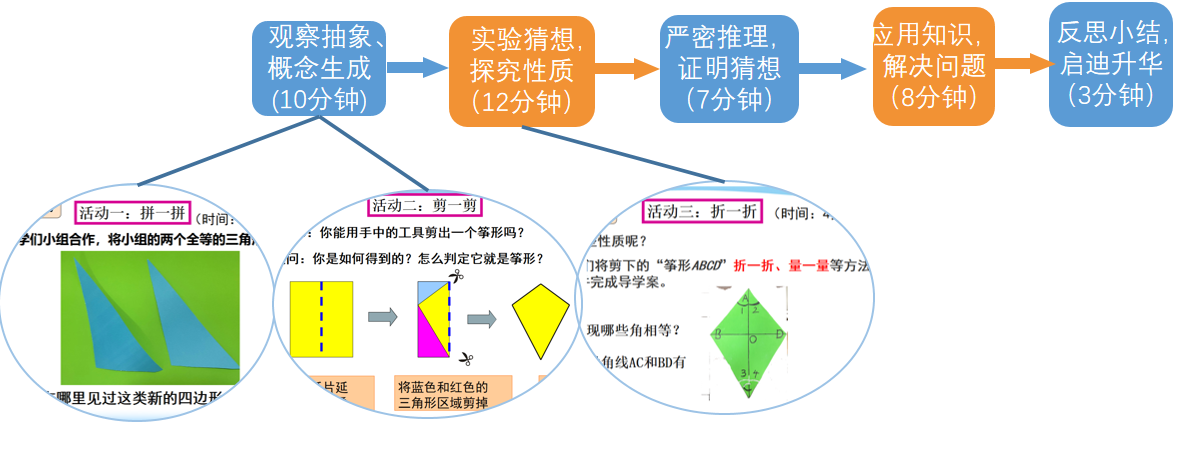 观察抽象、
概念生成
(10分钟)
实验猜想,
探究性质
(12分钟)
严密推理,
证明猜想
(7分钟)
应用知识,
解决问题
(8分钟)
反思小结,
启迪升华
(3分钟)
活动一：拼一拼
(时间：
学们小组合作，将小组的两个全等的三角
哪里见过这类新的四边形
活动二：剪一剪
：你能用手中的工具剪出一个筝形吗？
问：你是如何得到的？怎么判定它就是筝形？
片延
将蓝色和红色的
三角形区域剪掉
活动三：折一折
(时间：4
性质呢？
们将剪下的“筝形ABCD”折一折、量一量等方法
完成导学案。
现哪些角相等？
角线AC和BD有
A
1 2
B O D
3 4